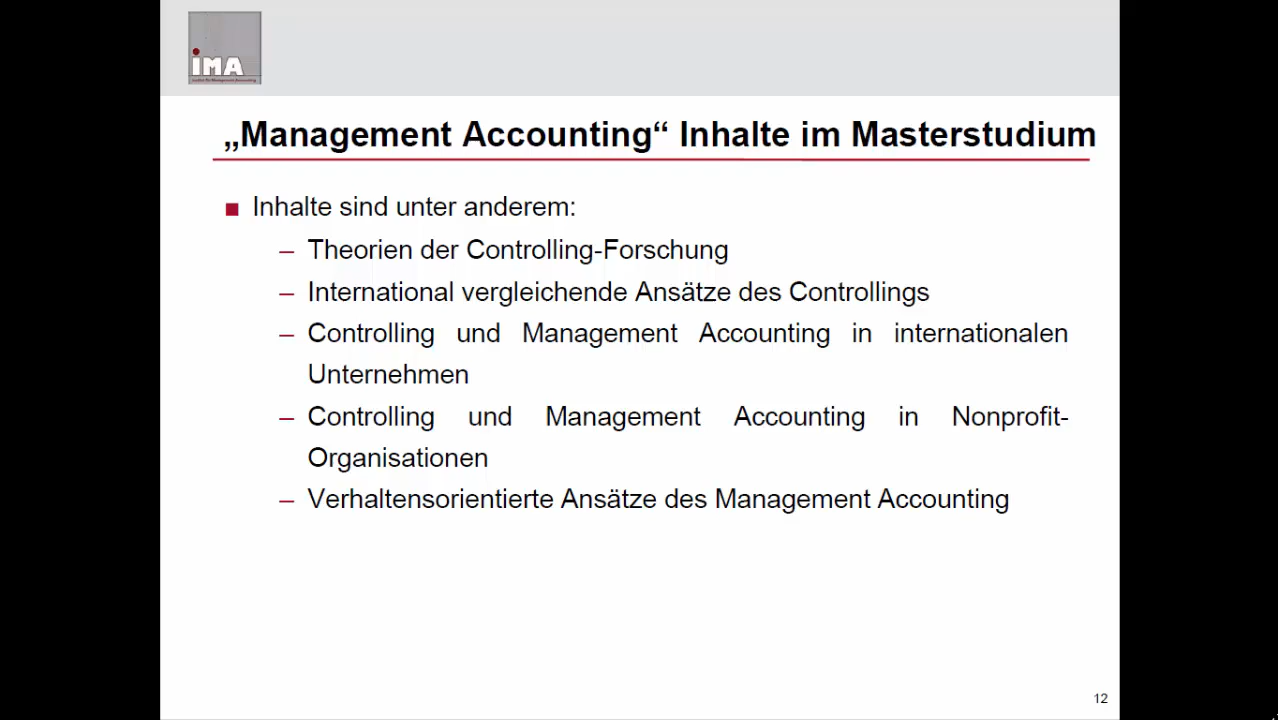 iMA
„Management Accounting“ Inhalte im Masterstudium
■ Inhalte sind unter anderem:
– Theorien der Controlling-Forschung
– International vergleichende Ansätze des Controllings
– Controlling und Management Accounting in internationalen
Unternehmen
– Controlling und Management Accounting in Nonprofit-
Organisationen
– Verhaltensorientierte Ansätze des Management Accounting
12